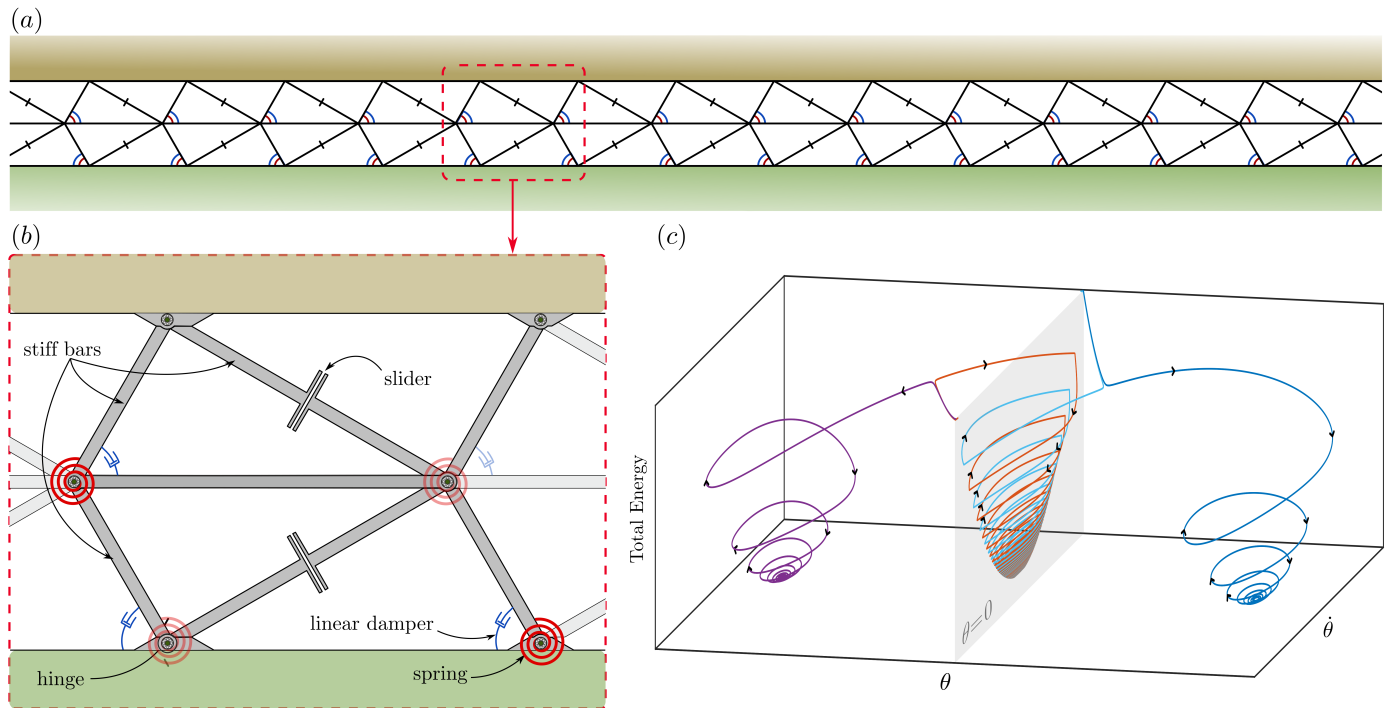 (a)
(b)
(c)
stiff bars
slider
linear damper
hinge
spring
Total Energy
θ=0
θ
θ̇